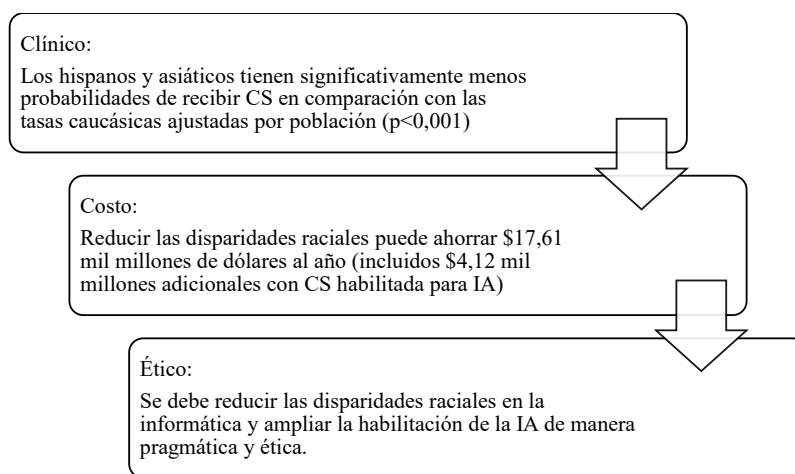 Clínico:
Los hispanos y asiáticos tienen significativamente menos
probabilidades de recibir CS en comparación con las
tasas caucásicas ajustadas por población (p<0,001)
Costo:
Reducir las disparidades raciales puede ahorrar $17,61
mil millones de dólares al año (incluidos $4,12 mil
millones adicionales con CS habilitada para IA)
Ético:
Se debe reducir las disparidades raciales en la
informática y ampliar la habilitación de la IA de manera
pragmática y ética.